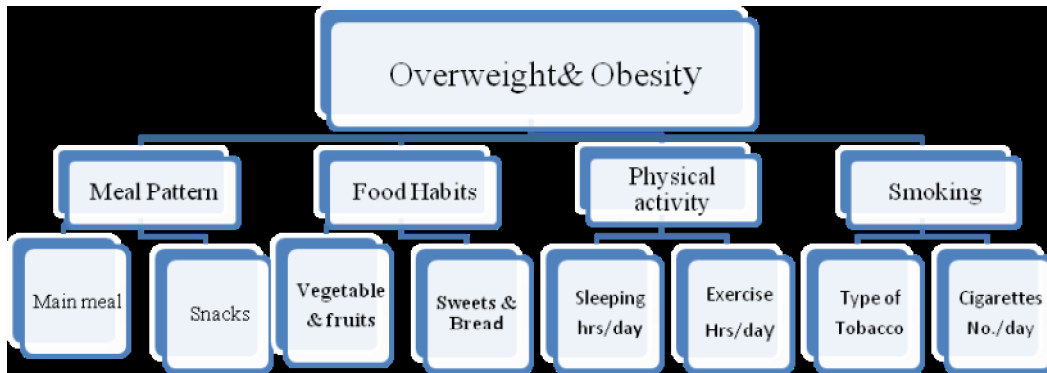 Overweight& Obesity
Meal Pattern
Food Habits
Physical
activity
Smoking
Main meal
Snacks
Vegetable
& fruits
Sweets &
Bread
Sleeping
hrs/day
Exercise
Hrs/day
Type of
Tobacco
Cigarettes
No./day